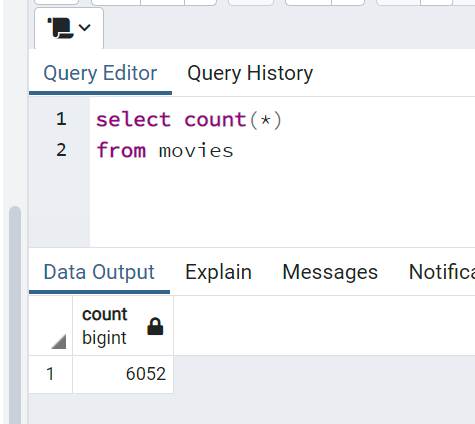 Query Editor Query History
1 select count(*)
2 from movies
Data Output Explain Messages Notifica
count
bigint
1 6052